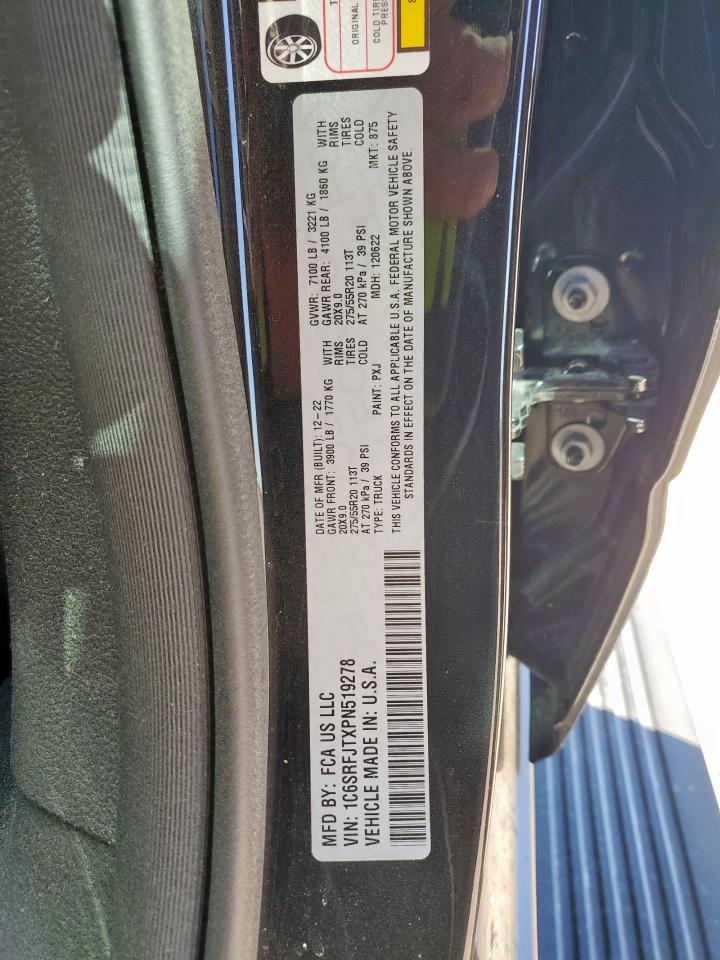 MFD BY: FCA US LLC
VIN: 1C6SRFJTXPN519278
VEHICLE MADE IN: U.S.A.
DATE OF MFR (BUILT): 12-22 GVWR: 7100 LB / 3221 KG
GAWR FRONT: 3900 LB / 1770 KG WITH GAWR REAR: 4100 LB / 1860 KG WITH
20X9.0 RIMS 20X9.0 RIMS
275/55R20 113T TIRES 275/55R20 113T TIRES
AT 270 kPa / 39 PSI COLD AT 270 kPa / 39 PSI COLD
TYPE: TRUCK PAINT: PXJ MDH: 120622 MKT: 875
THIS VEHICLE CONFORMS TO ALL APPLICABLE U.S.A. FEDERAL MOTOR VEHICLE SAFETY
STANDARDS IN EFFECT ON THE DATE OF MANUFACTURE SHOWN ABOVE.
ORIGINAL
COLD TIRE
PRES